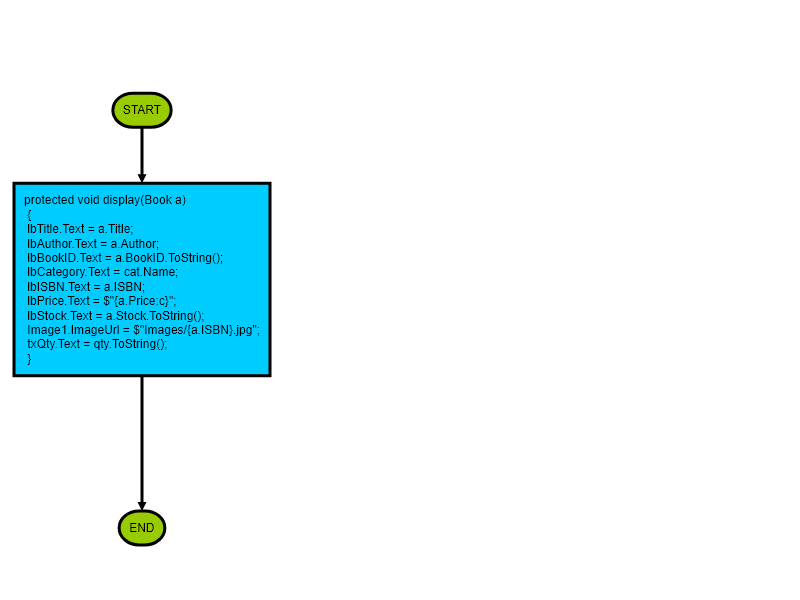 START
protected void display(Book a)
{
lbTitle.Text = a.Title;
lbAuthor.Text = a.Author;
lbBookID.Text = a.BookID.ToString();
lbCategory.Text = cat.Name;
lbISBN.Text = a.ISBN;
lbPrice.Text = $"{a.Price:c}";
lbStock.Text = a.Stock.ToString();
Image1.ImageUrl = $"Images/{a.ISBN}.jpg";
txQty.Text = qty.ToString();
}
END